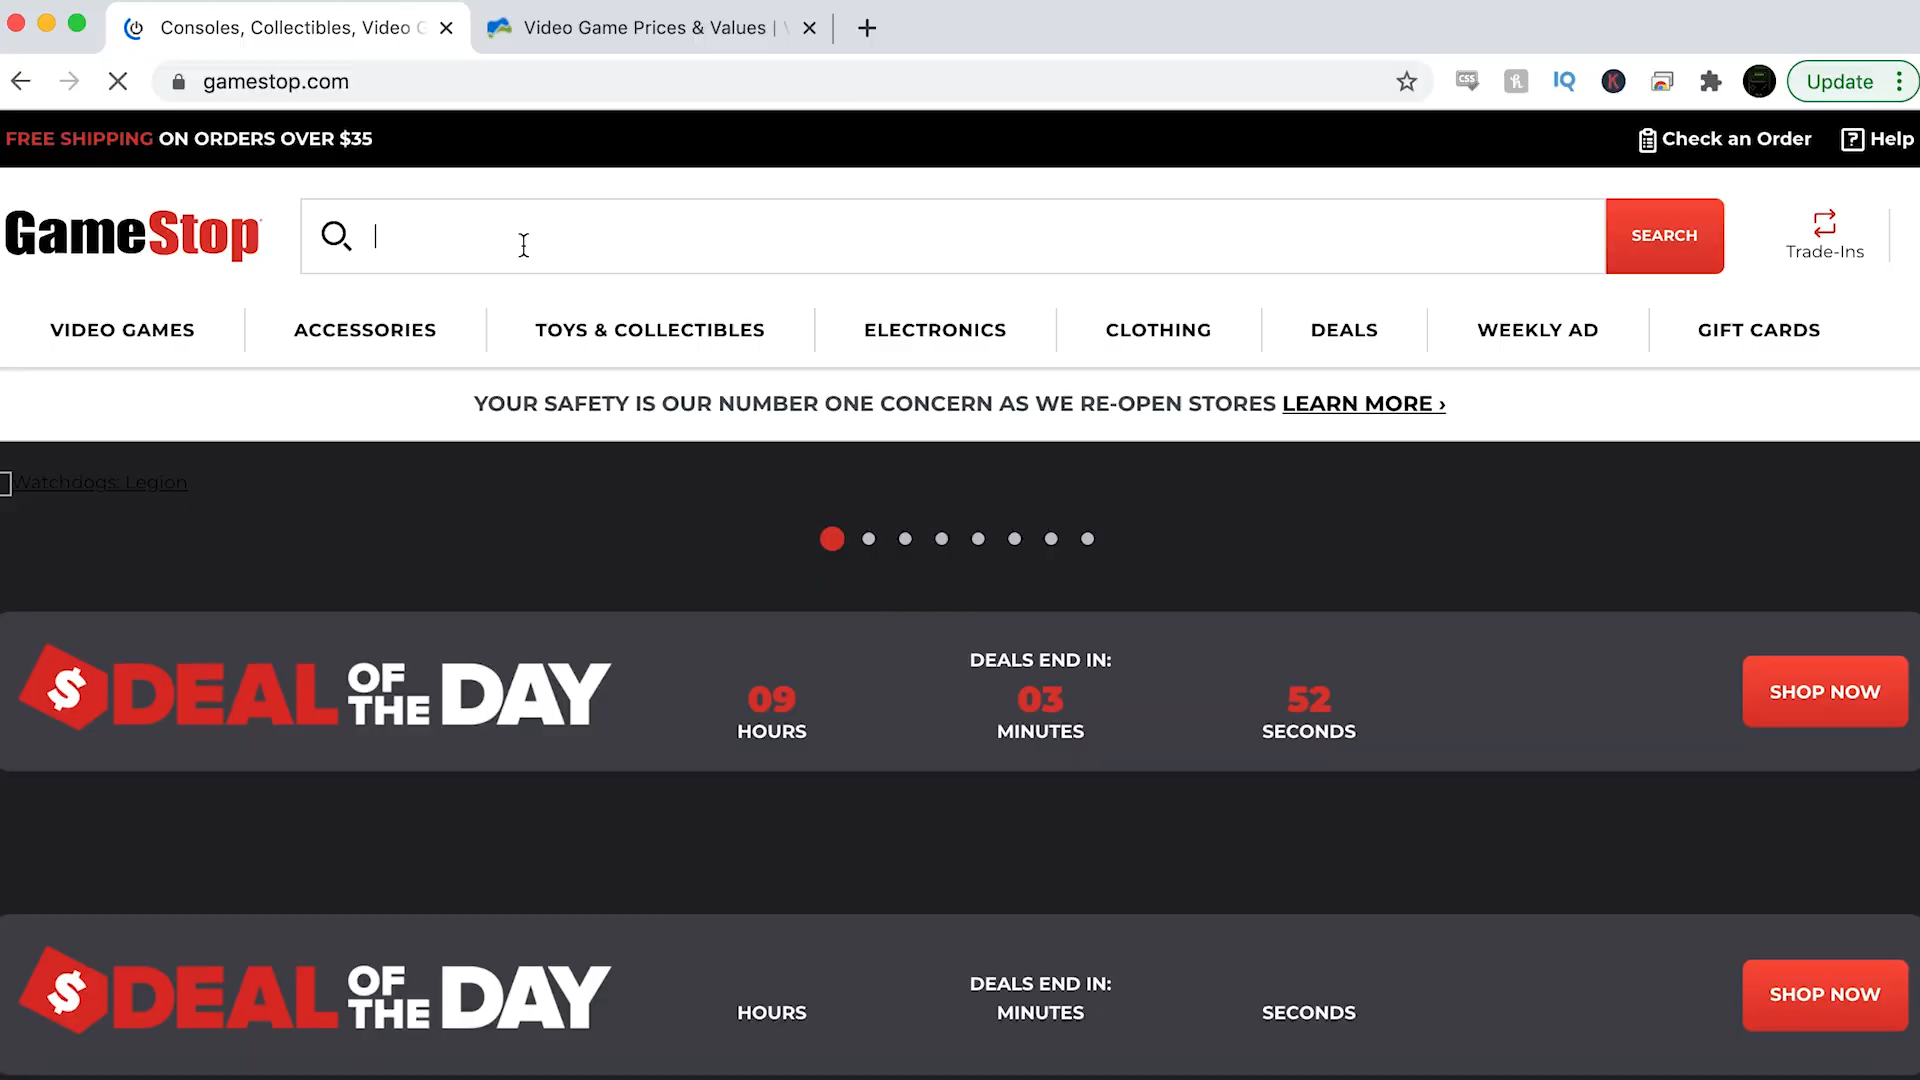 Consoles, Collectibles, Video G
Video Game Prices & Values |
gamestop.com
CSS
IQ
K
Update
FREE SHIPPING ON ORDERS OVER $35
Check an Order
? Help
GameStop
SEARCH
Trade-Ins
VIDEO GAMES
ACCESSORIES
TOYS & COLLECTIBLES
ELECTRONICS
CLOTHING
DEALS
WEEKLY AD
GIFT CARDS
YOUR SAFETY IS OUR NUMBER ONE CONCERN AS WE RE-OPEN STORES LEARN MORE ›
Watchdogs: Legion
$ DEAL OF THE DAY
DEALS END IN:
09 03 52
HOURS MINUTES SECONDS
SHOP NOW
$ DEAL OF THE DAY
DEALS END IN:
HOURS MINUTES SECONDS
SHOP NOW